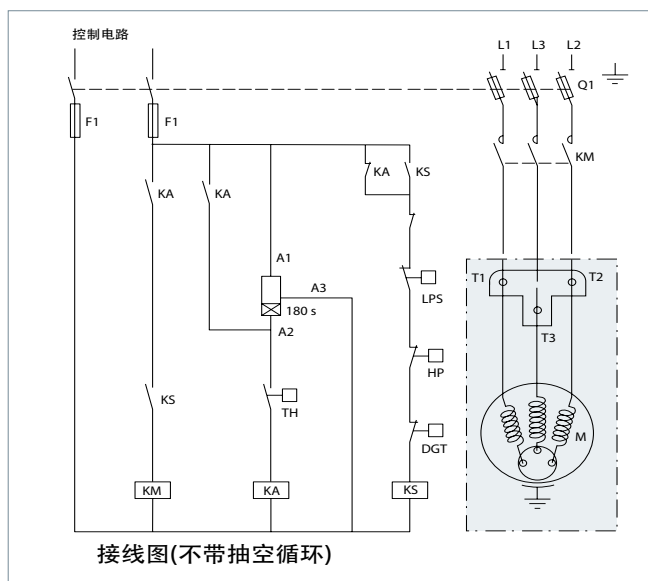 控制电路
L1 L3 L2
Q1
F1 F1
KM
KA KA KA KS
A1
A3
180 s
A2
LPS
T1 T2
T3
HP
KS
TH
DGT
M
KM KA KS
接线图(不带抽空循环)